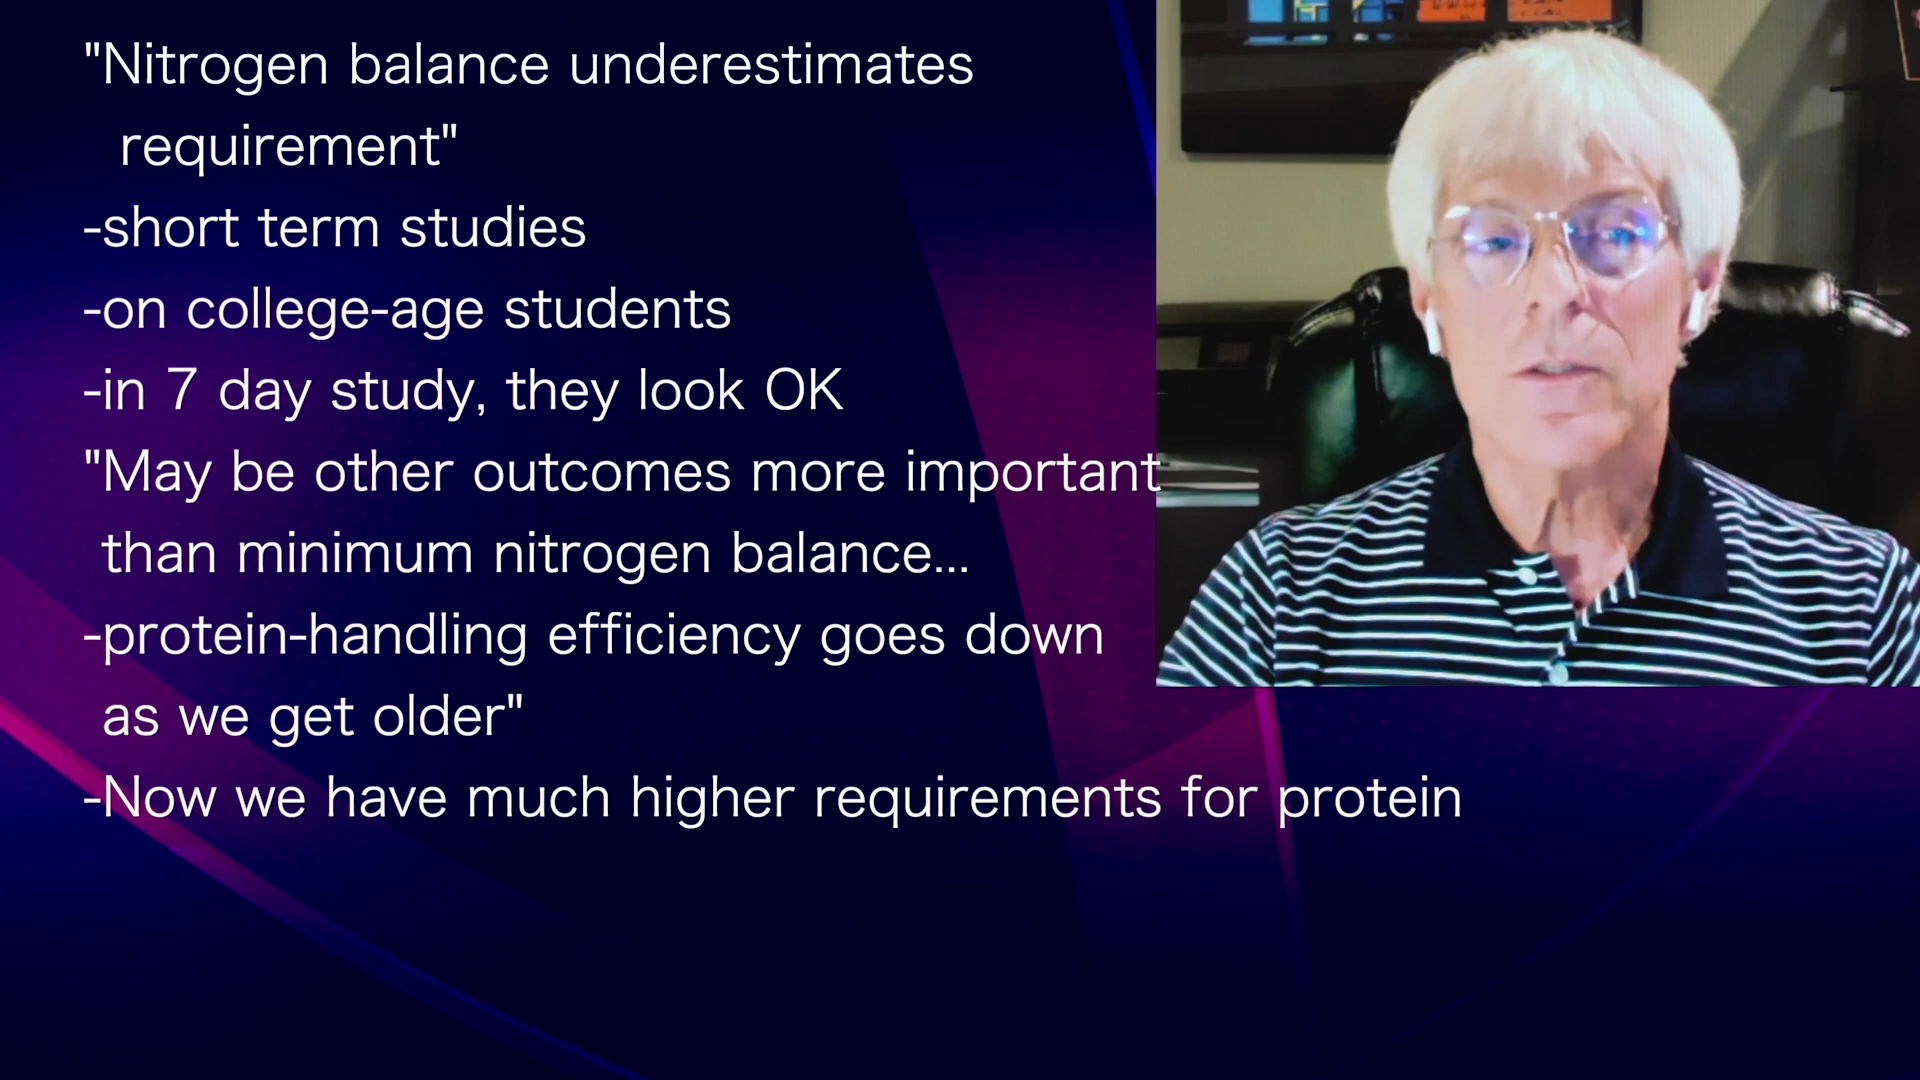 "Nitrogen balance underestimates
requirement"
-short term studies
-on college-age students
-in 7 day study, they look OK
"May be other outcomes more important
than minimum nitrogen balance...
-protein-handling efficiency goes down
as we get older"
-Now we have much higher requirements for protein